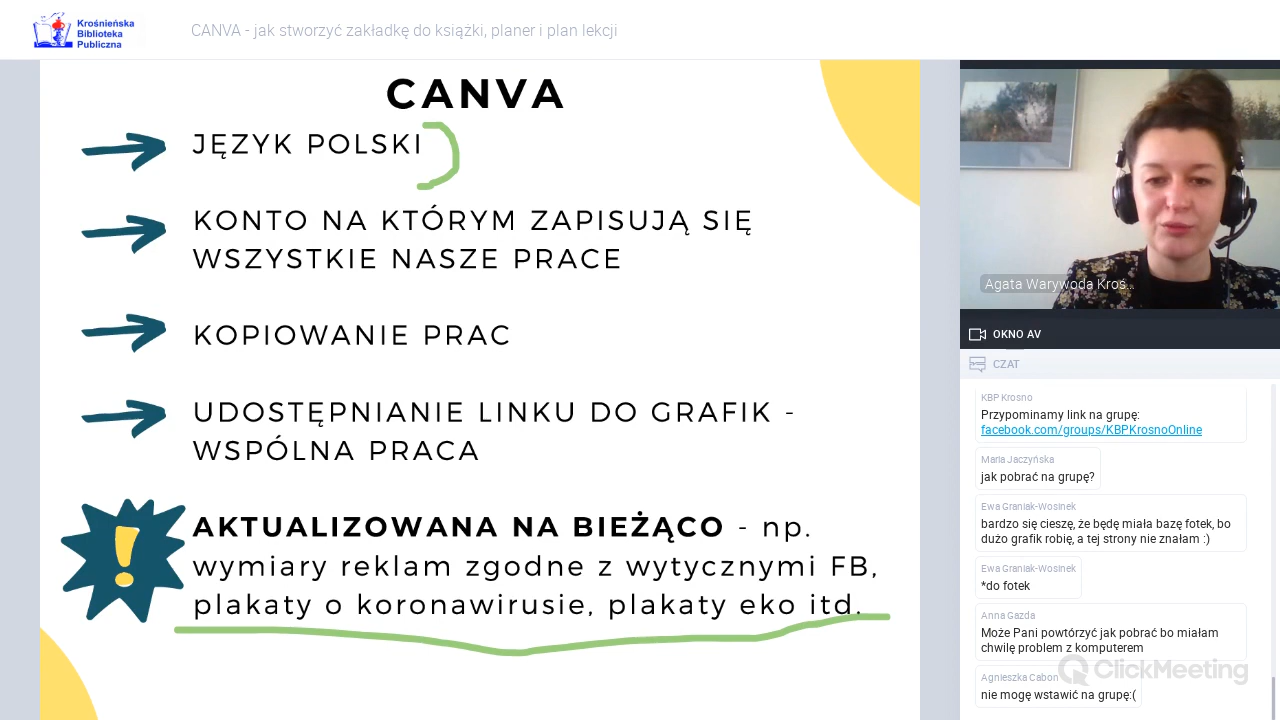 Krośnieńska
Biblioteka
Publiczna
CANVA - jak stworzyć zakładkę do książki, planer i plan lekcji
CANVA
JĘZYK POLSKI
KONTO NA KTÓRYM ZAPISUJĄ SIĘ
WSZYSTKIE NASZE PRACE
KOPIOWANIE PRAC
UDOSTĘPNIANIE LINKU DO GRAFIK -
WSPÓLNA PRACA
!
AKTUALIZOWANA NA BIEŻĄCO - np.
wymiary reklam zgodne z wytycznymi FB,
plakaty o koronawirusie, plakaty eko itd.
Agata Warywoda Kroś...
OKNO AV
CZAT
KBP Krosno
Przypominamy link na grupę:
facebook.com/groups/KBPKrosnoOnline
Maria Jaczyńska
jak pobrać na grupę?
Ewa Graniak-Wosinek
bardzo się cieszę, że będę miała bazę fotek, bo
dużo grafik robię, a tej strony nie znałam :)
Ewa Graniak-Wosinek
*do fotek
Anna Gazda
Może Pani powtórzyć jak pobrać bo miałam
chwilę problem z komputerem
Agnieszka Cabon
nie mogę wstawić na grupę:(
ClickMeeting